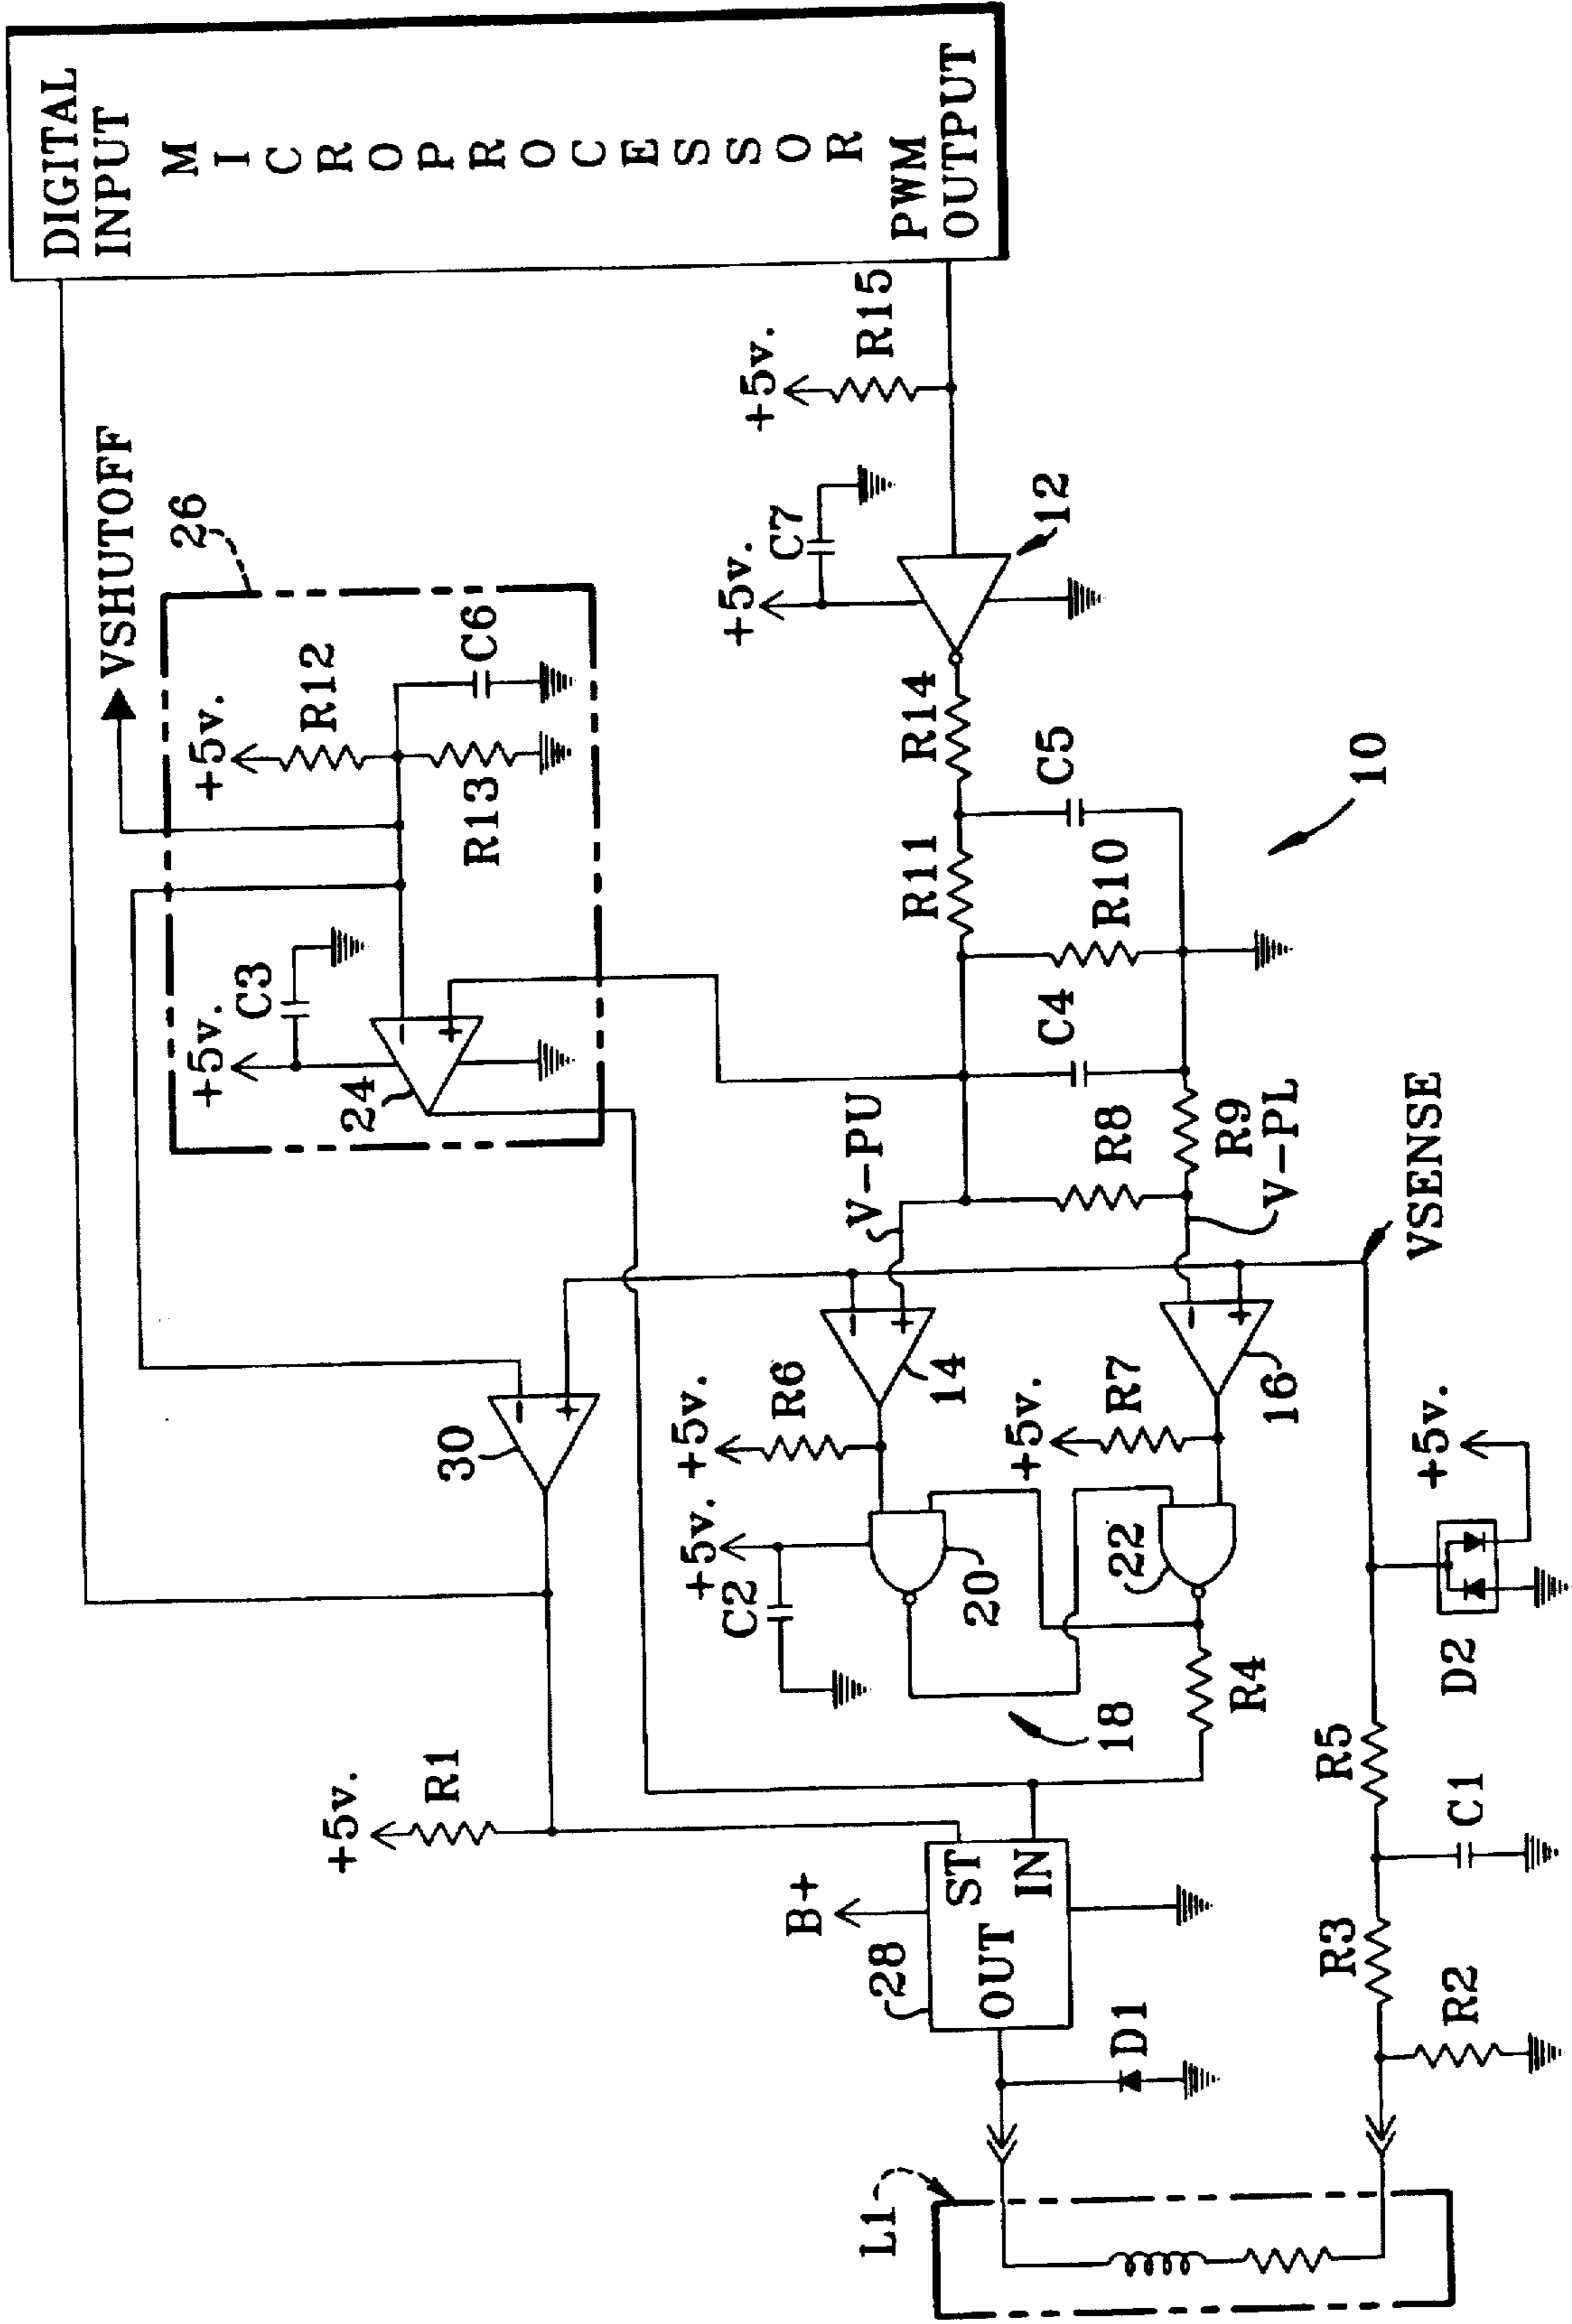 DIGITAL
INPUT
MICROPROCESSOR
PWM
OUTPUT
VSHUTOFF
26
+5v.
R12
C6
R13
+5v.
C3
24
+5v.
R15
+5v.
C7
12
R14
C5
R11
R10
C4
10
V-PU
R8
R9
V-PL
VSENSE
30
+5v.
R6
14
+5v.
R7
16
+5v.
C2
20
22
18
R4
+5v.
D2
+5v.
R1
B+
28
ST
IN
OUT
D1
R5
C1
R3
R2
L1
- +
- +
- +
- +